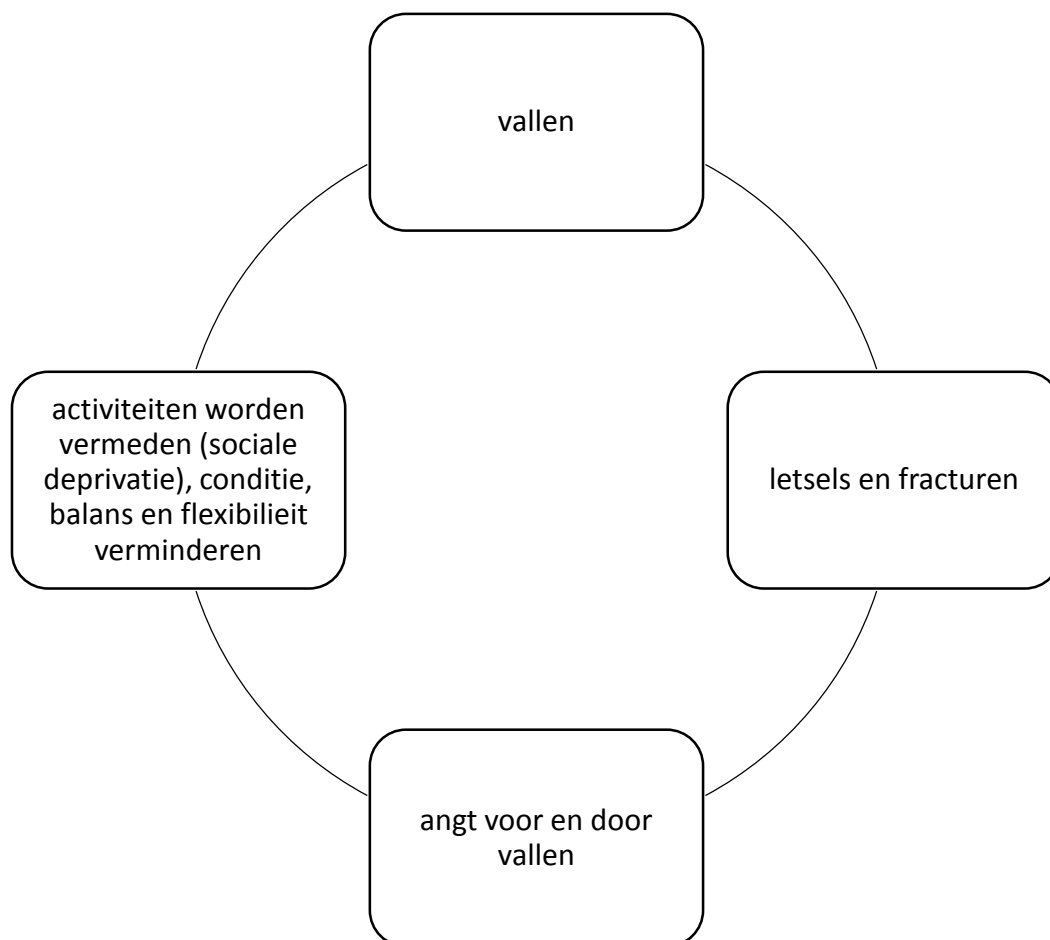 vallen
activiteiten worden
vermeden (sociale
deprivatie), conditie,
balans en flexibilieit
verminderen
letsels en fracturen
angt voor en door
vallen